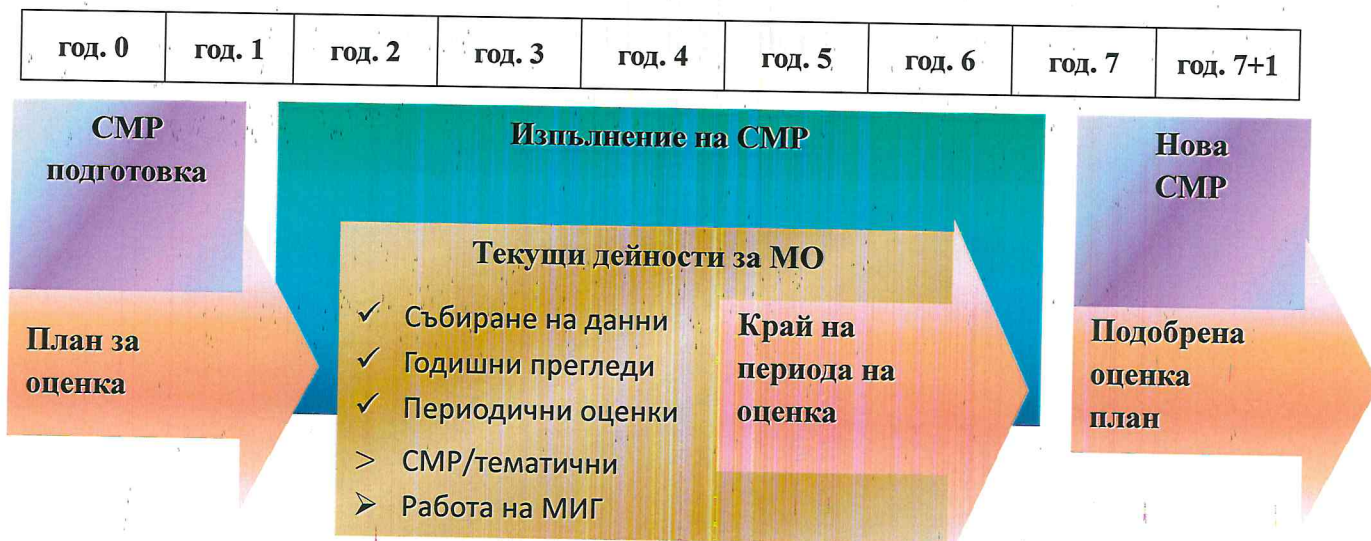 год. 0 год. 1 год. 2 год. 3 год. 4 год. 5 год. 6 год. 7 год. 7+1
СМР
подготовка
План за
оценка
Изпълнение на СМР
Текущи дейности за МО
✓ Събиране на данни
✓ Годишни прегледи
✓ Периодични оценки
> СМР/тематични
➢ Работа на МИГ
Край на
периода на
оценка
Нова
СМР
Подобрена
оценка
план